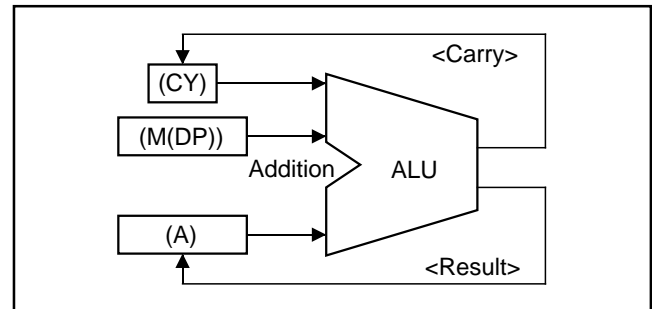 <Carry>
(CY)
(M(DP))
Addition
ALU
(A)
<Result>